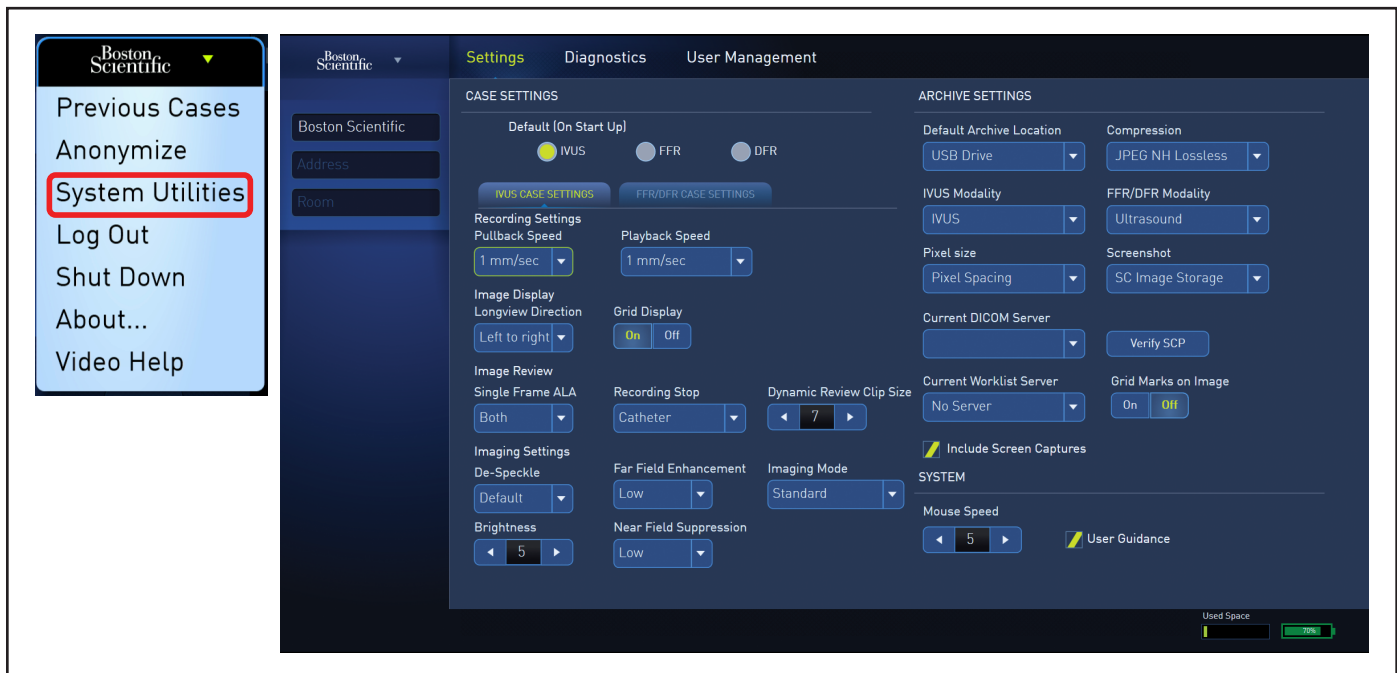 Boston
Scientific
Previous Cases
Anonymize
System Utilities
Log Out
Shut Down
About...
Video Help
Boston
Scientific
Settings Diagnostics User Management
Boston Scientific
Address
Room
CASE SETTINGS
Default (On Start Up)
IVUS FFR DFR
IVUS CASE SETTINGS FFR/DFR CASE SETTINGS
Recording Settings
Pullback Speed Playback Speed
1 mm/sec 1 mm/sec
Image Display
Longview Direction Grid Display
Left to right On Off
Image Review
Single Frame ALA Recording Stop Dynamic Review Clip Size
Both Catheter 7
Imaging Settings
De-Speckle Far Field Enhancement Imaging Mode
Default Low Standard
Brightness Near Field Suppression
5 Low
ARCHIVE SETTINGS
Default Archive Location Compression
USB Drive JPEG NH Lossless
IVUS Modality FFR/DFR Modality
IVUS Ultrasound
Pixel size Screenshot
Pixel Spacing SC Image Storage
Current DICOM Server
Verify SCP
Current Worklist Server Grid Marks on Image
No Server On Off
Include Screen Captures
SYSTEM
Mouse Speed
5 User Guidance
Used Space
70%